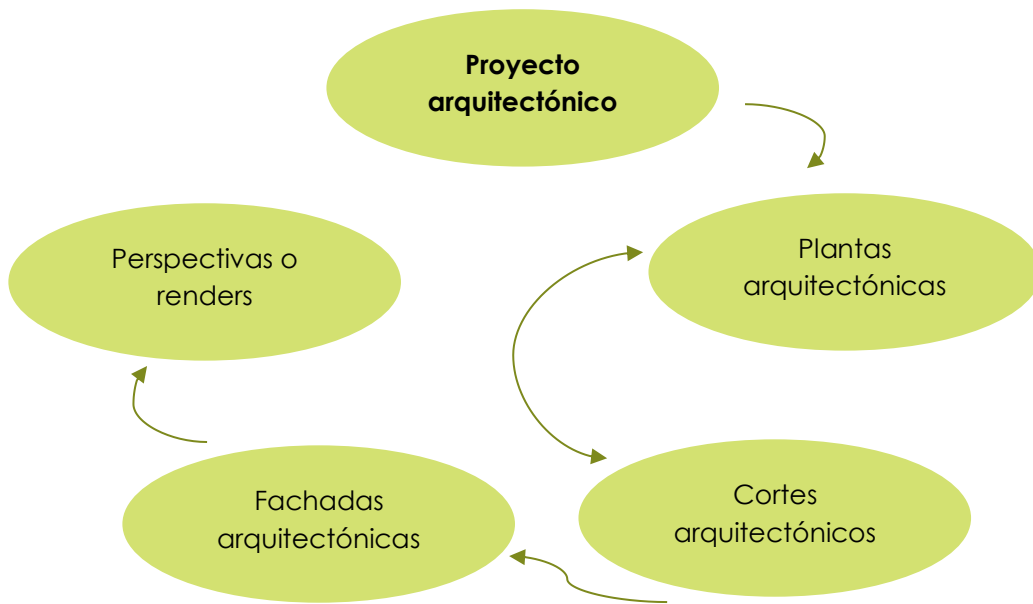 Proyecto
arquitectónico
Plantas
arquitectónicas
Perspectivas o
renders
Cortes
arquitectónicos
Fachadas
arquitectónicas